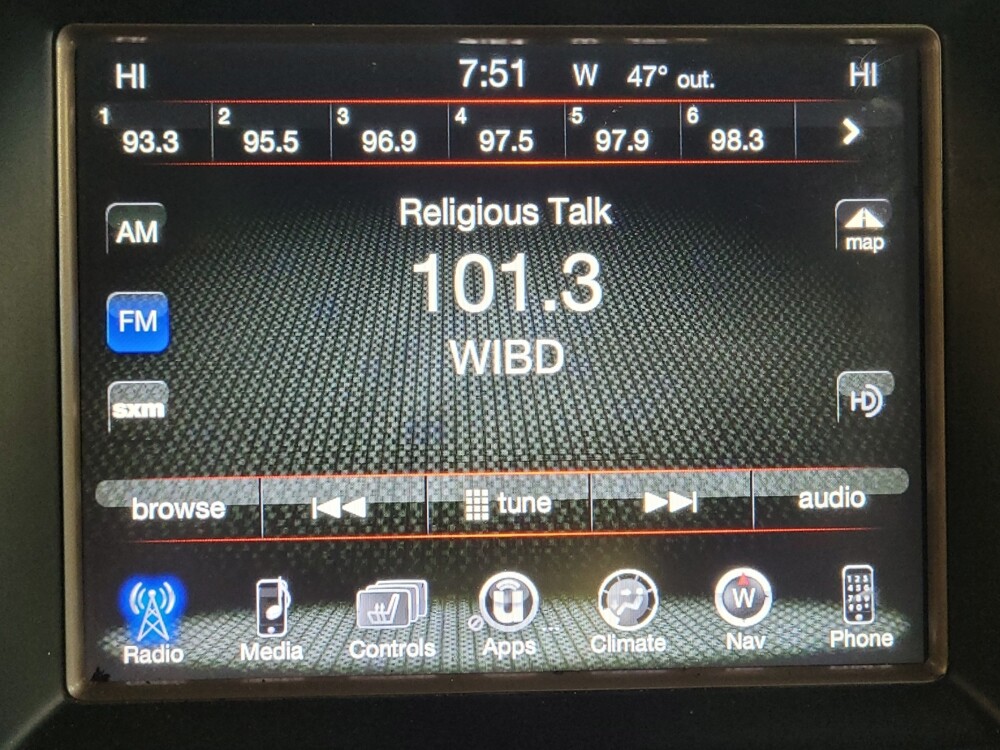 HI 7:51 W 47° out. HI
1 93.3 2 95.5 3 96.9 4 97.5 5 97.9 6 98.3
Religious Talk
AM
map
101.3
FM
WIBD
sxm
HD
browse tune audio
W
Radio Media Controls Apps Climate Nav Phone